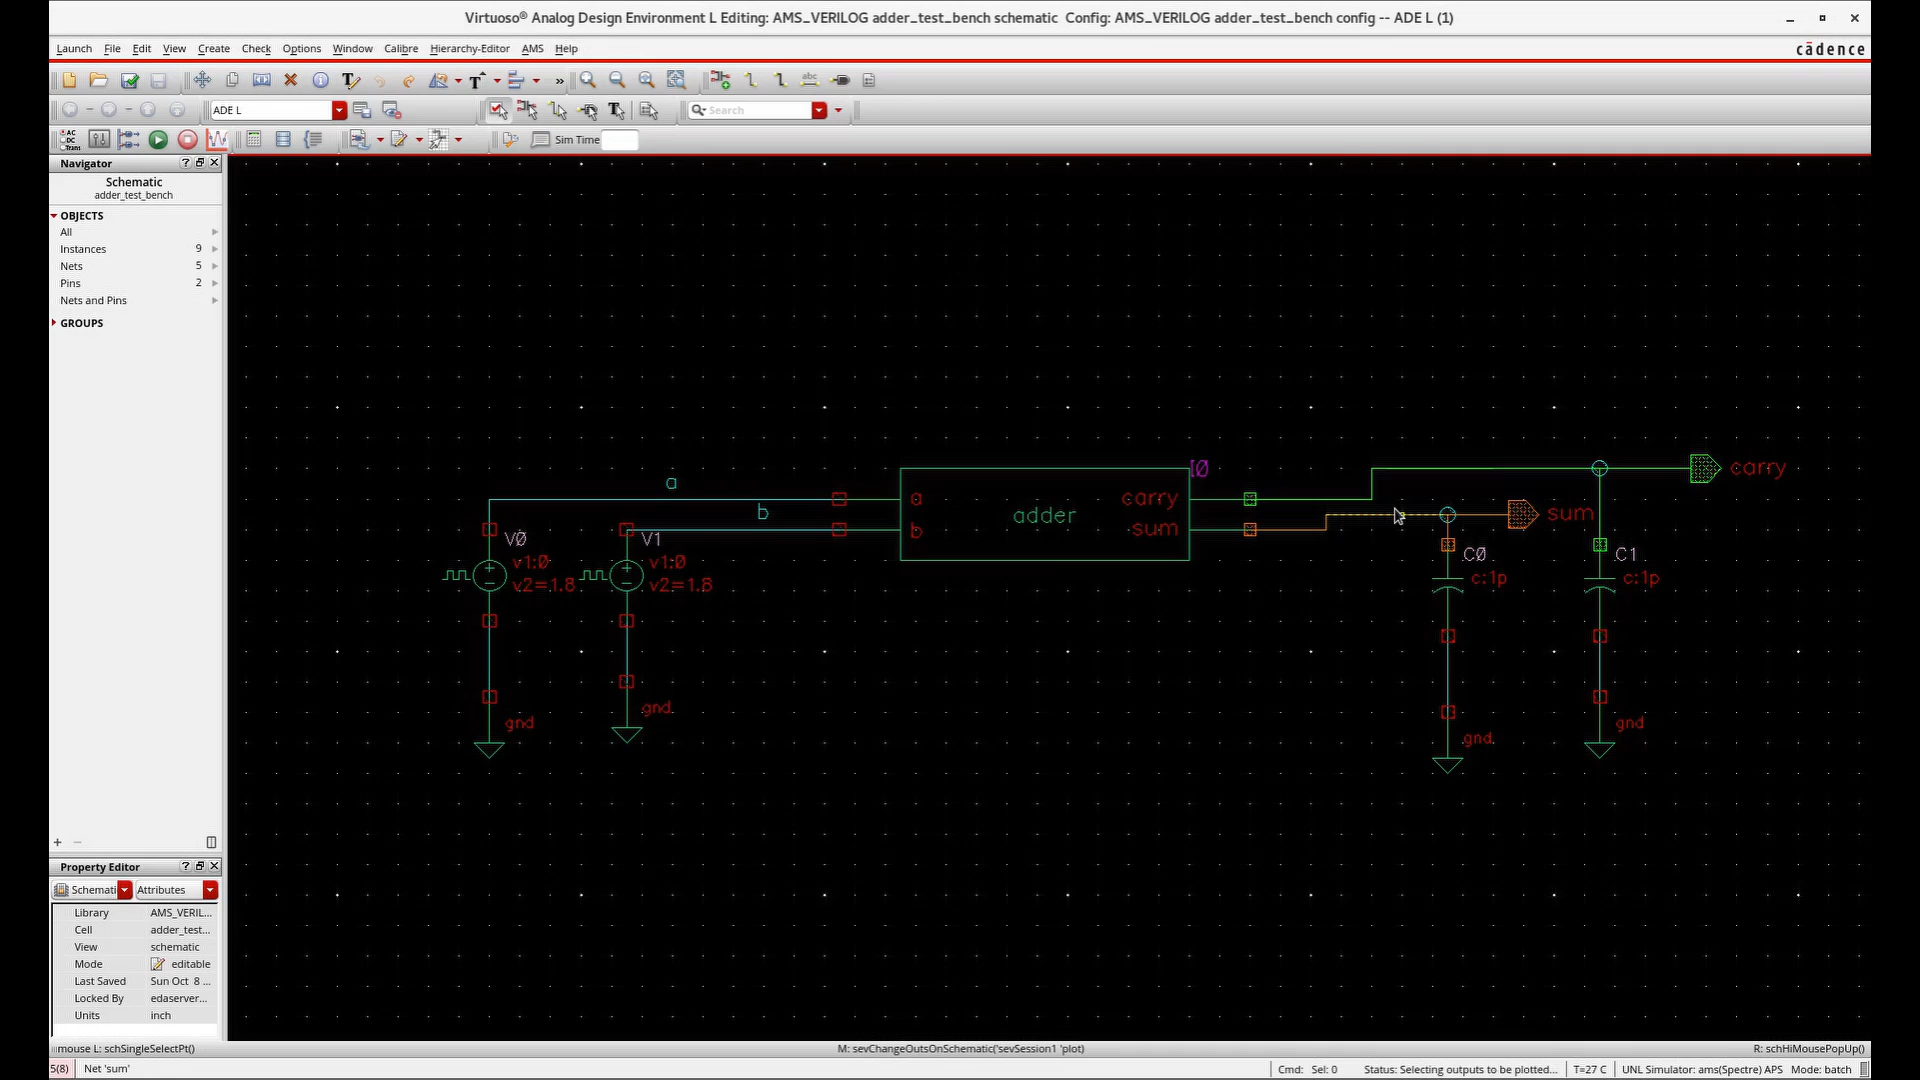 Virtuoso® Analog Design Environment L Editing: AMS_VERILOG adder_test_bench schematic Config: AMS_VERILOG adder_test_bench config -- ADE L (1)
Launch File Edit View Create Check Options Window Calibre Hierarchy-Editor AMS Help
cādence
ADE L
Search
Sim Time
Navigator
Schematic
adder_test_bench
OBJECTS
All
Instances 9
Nets 5
Pins 2
Nets and Pins
GROUPS
a
b
V0
v1:0
v2=1.8
V1
v1:0
v2=1.8
gnd
gnd
I0
a
b
adder
carry
sum
carry
sum
C0
c:1p
C1
c:1p
gnd
gnd
Property Editor
Schemati Attributes
Library AMS_VERIL...
Cell adder_test...
View schematic
Mode editable
Last Saved Sun Oct 8 ...
Locked By edaserver...
Units inch
mouse L: schSingleSelectPt()
M: sevChangeOutsOnSchematic('sevSession1 'plot)
R: schHiMousePopUp()
5(8) Net 'sum'
Cmd: Sel: 0 Status: Selecting outputs to be plotted... T=27 C UNL Simulator: ams(Spectre) APS Mode: batch